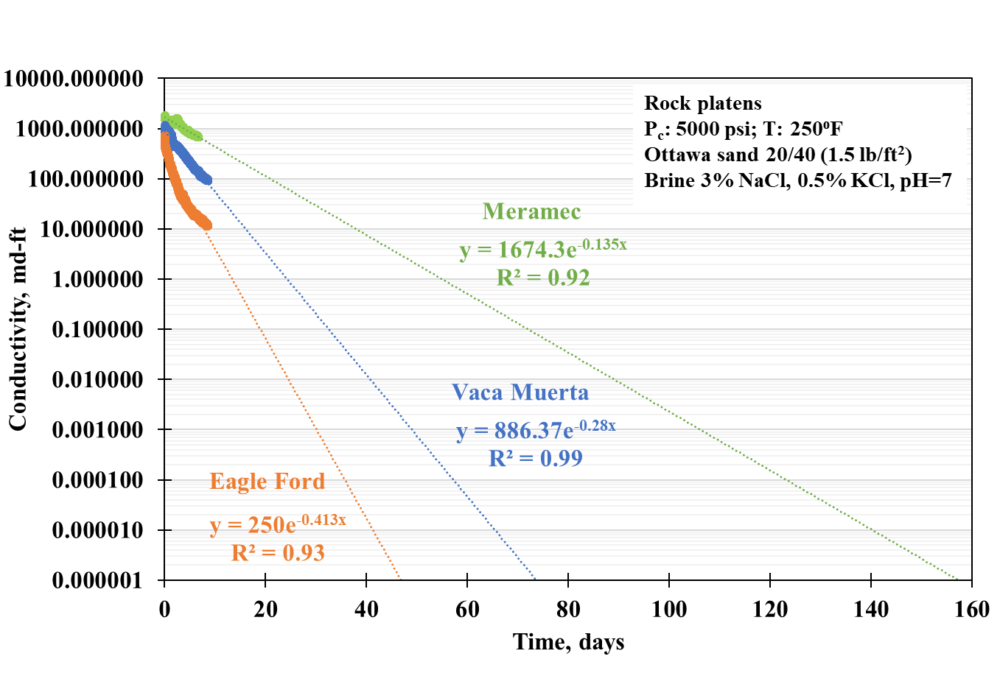 10000.000000
1000.000000
100.000000
10.000000
1.000000
0.100000
0.010000
0.001000
0.000100
0.000010
0.000001
Conductivity, md-ft
Rock platens
Pc: 5000 psi; T: 250ºF
Ottawa sand 20/40 (1.5 lb/ft²)
Brine 3% NaCl, 0.5% KCl, pH=7
Meramec
y = 1674.3e^-0.135x
R² = 0.92
Vaca Muerta
y = 886.37e^-0.28x
R² = 0.99
Eagle Ford
y = 250e^-0.413x
R² = 0.93
0 20 40 60 80 100 120 140 160
Time, days